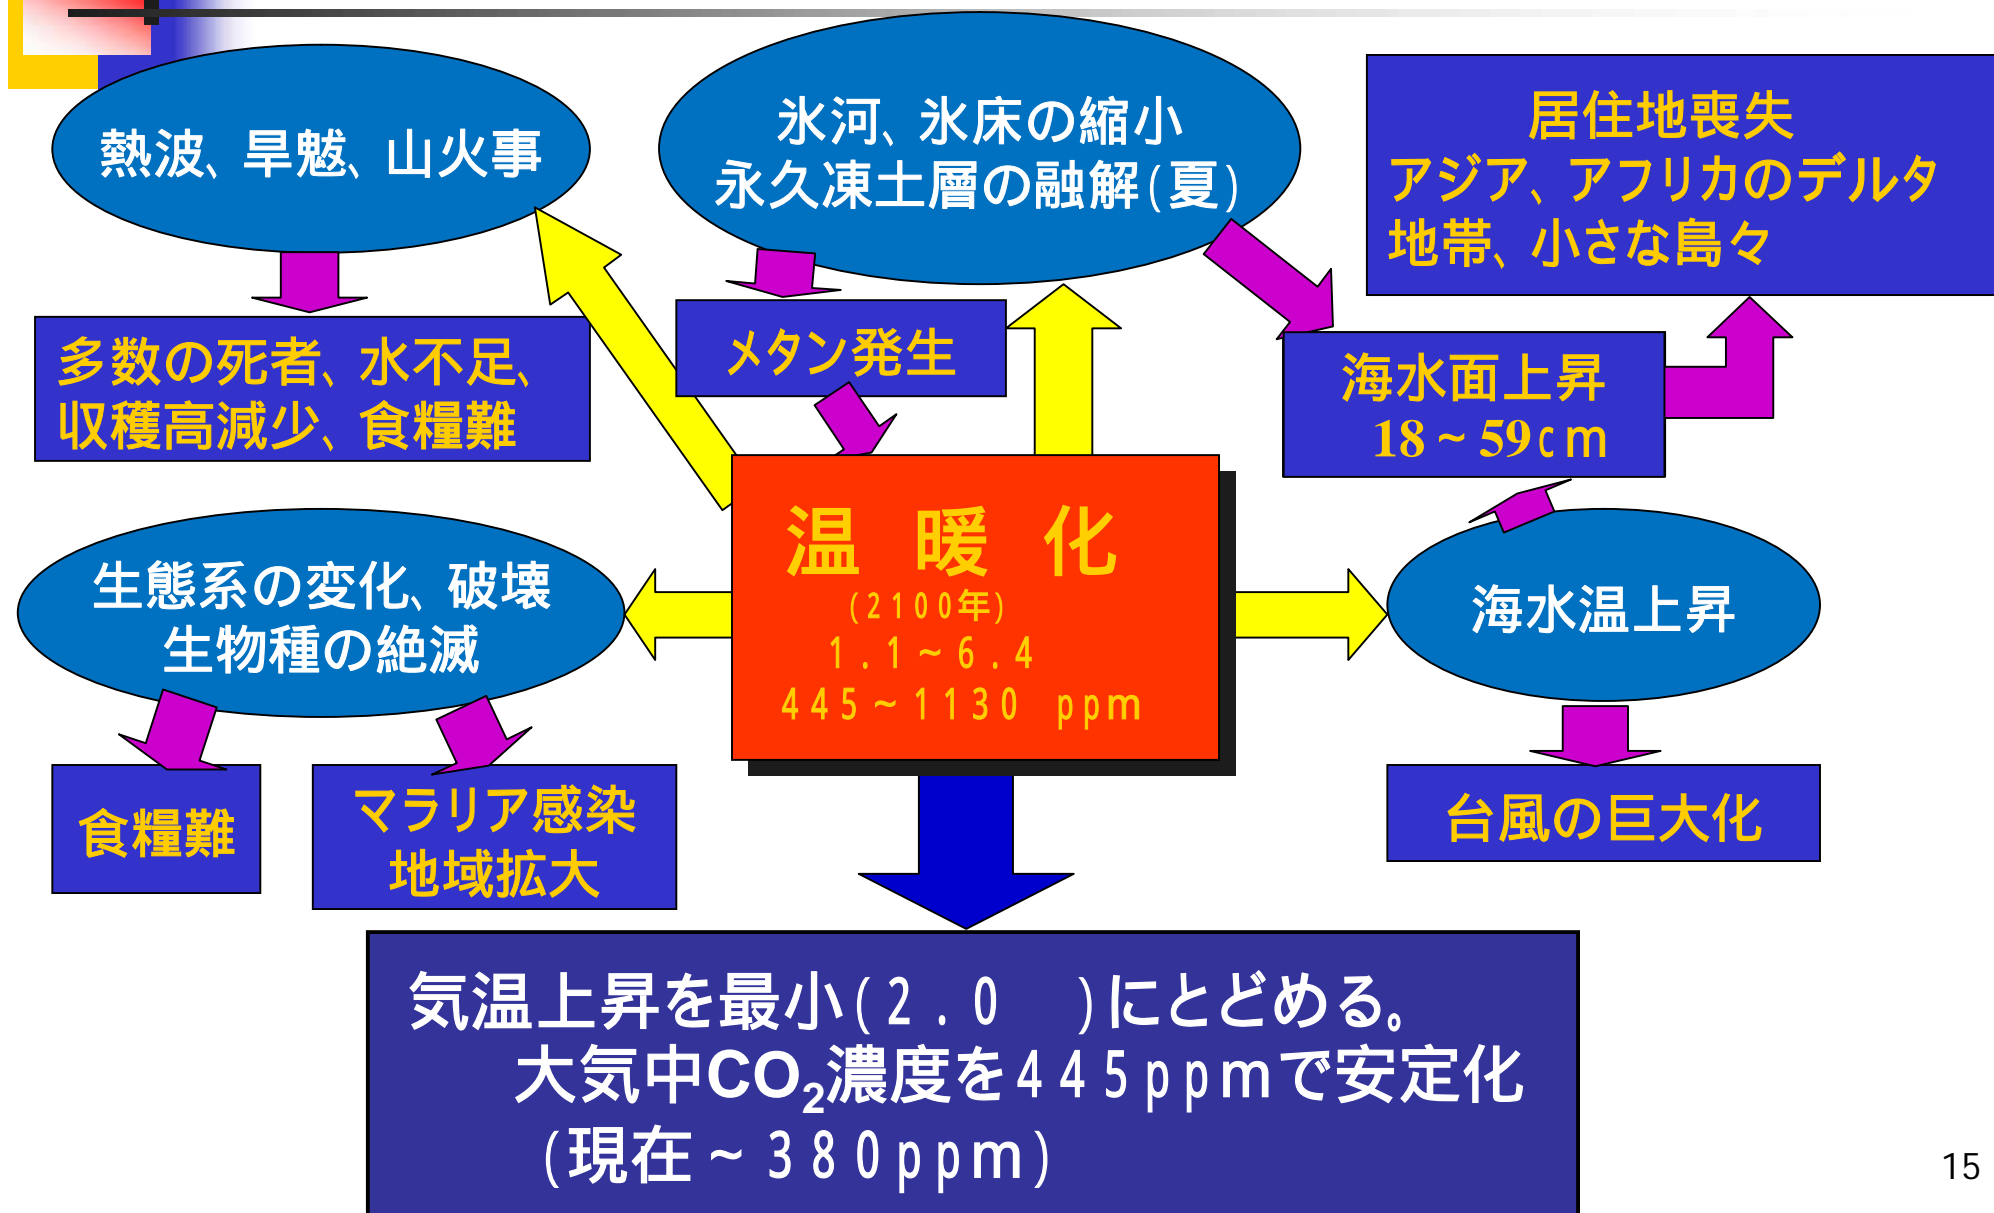 熱波、旱魃、山火事
氷河、氷床の縮小
永久凍土層の融解(夏)
居住地喪失
アジア、アフリカのデルタ
地帯、小さな島々
多数の死者、水不足、
収穫高減少、食糧難
メタン発生
海水面上昇
18~59cm
温 暖 化
(2100年)
1.1~6.4
445~1130 ppm
生態系の変化、破壊
生物種の絶滅
海水温上昇
食糧難
マラリア感染
地域拡大
台風の巨大化
気温上昇を最小(2.0 )にとどめる。
大気中CO₂濃度を445ppmで安定化
(現在~380ppm)
15